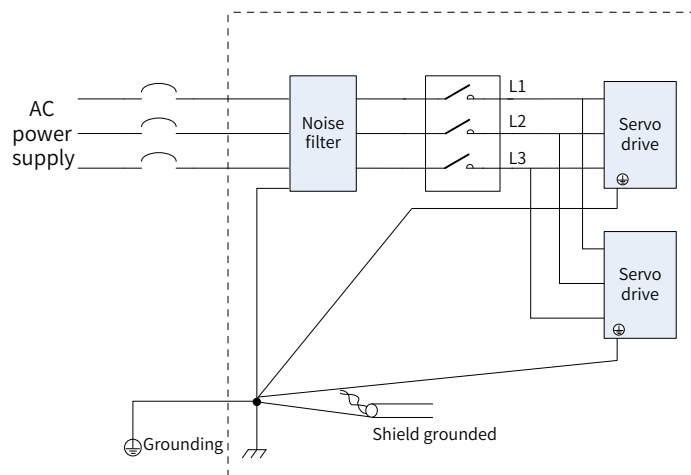 AC
power
supply
Noise
filter
L1
L2
L3
Servo
drive
Servo
drive
Grounding
Shield grounded